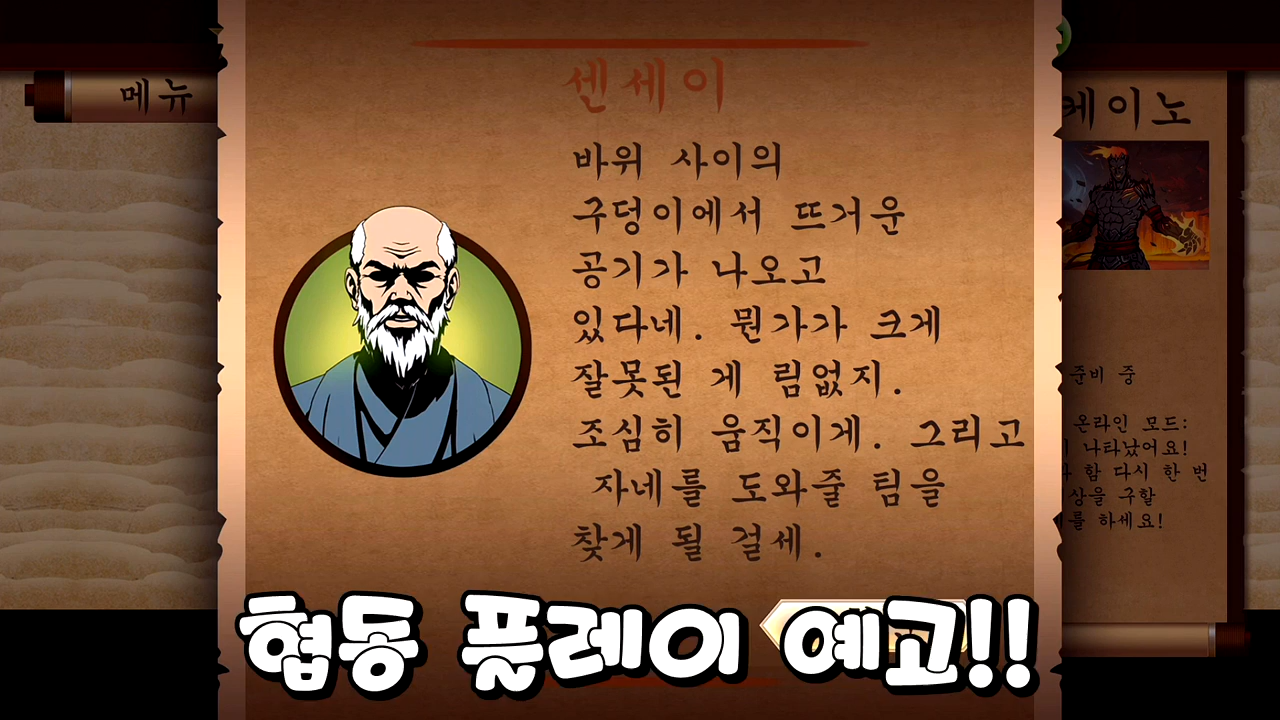 메뉴
센세이
바위 사이의
구덩이에서 뜨거운
공기가 나오고
있다네. 뭔가가 크게
잘못된 게 림없지.
조심히 움직이게. 그리고
자네를 도와줄 팀을
찾게 될 걸세.
케이노
준비 중
온라인 모드:
나타났어요!
함 다시 한 번
상을 구할
를 하세요!
협동 플레이 예고!!